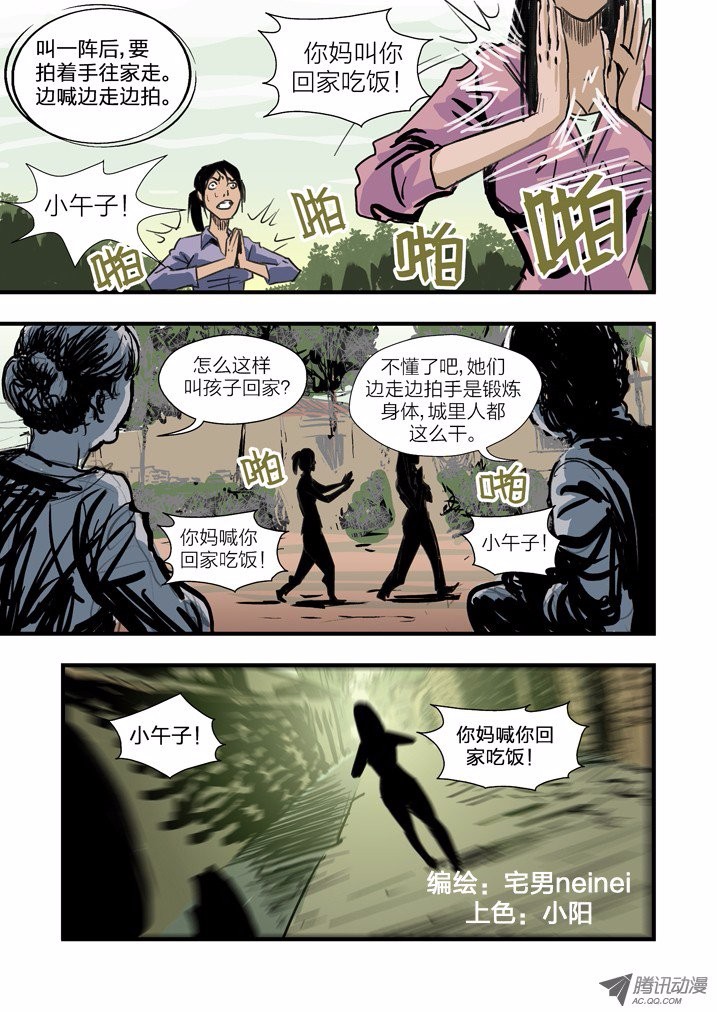 叫一阵后,要
拍着手往家走。
边喊边走边拍。
你妈叫你
回家吃饭!
小午子!
啪
啪
啪
啪
怎么这样
叫孩子回家?
不懂了吧,她们
边走边拍手是锻炼
身体,城里人都
这么干。
啪
啪
你妈喊你
回家吃饭!
小午子!
小午子!
你妈喊你回
家吃饭!
编绘：宅男neinei
上色：小阳
腾讯动漫
AC.QQ.COM